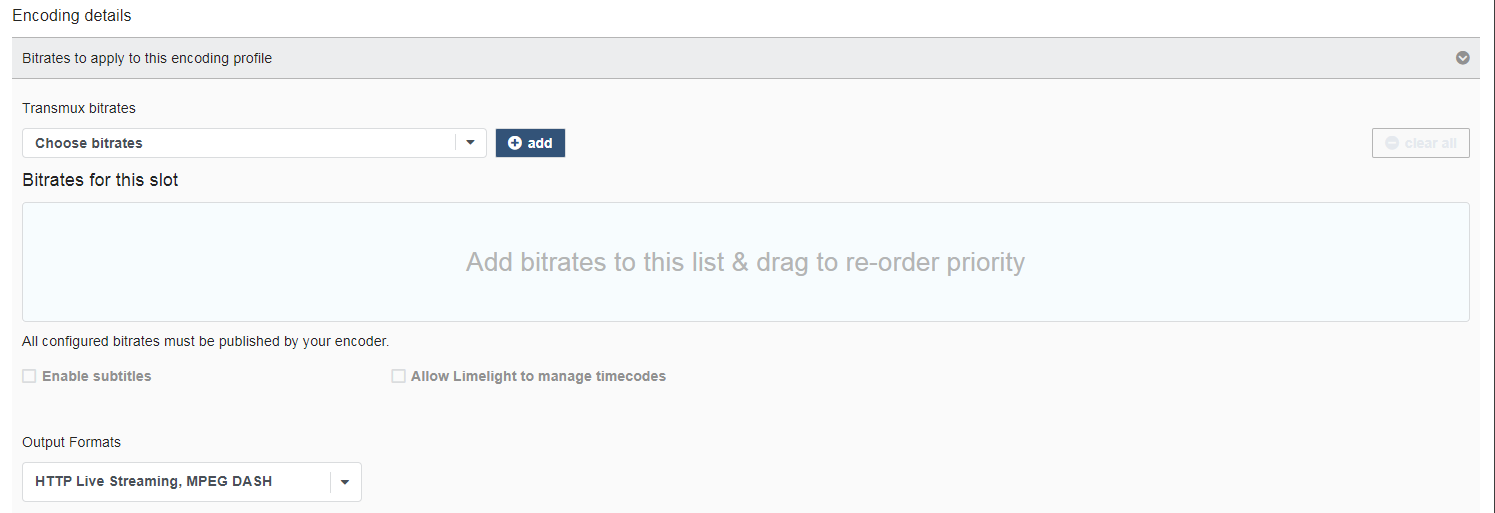 Encoding details
Bitrates to apply to this encoding profile
Transmux bitrates
Choose bitrates
add
clear all
Bitrates for this slot
Add bitrates to this list & drag to re-order priority
All configured bitrates must be published by your encoder.
Enable subtitles
Allow Limelight to manage timecodes
Output Formats
HTTP Live Streaming, MPEG DASH